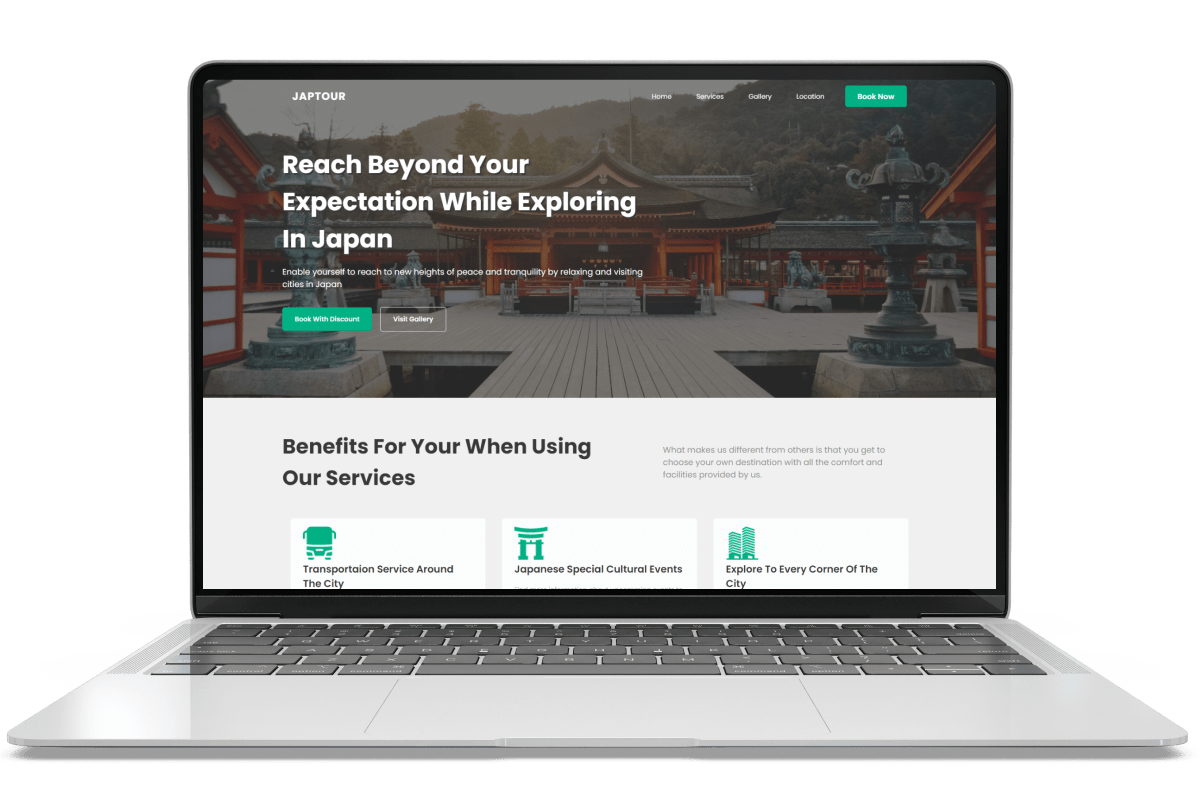 JAPTOUR
Home Services Gallery Location Book Now
Reach Beyond Your
Expectation While Exploring
In Japan
Enable yourself to reach to new heights of peace and tranquility by relaxing and visiting
cities in Japan
Book With Discount Visit Gallery
Benefits For Your When Using
Our Services
What makes us different from others is that you get to
choose your own destination with all the comfort and
facilities provided by us.
Transportaion Service Around
The City
Japanese Special Cultural Events
Explore To Every Corner Of The
City